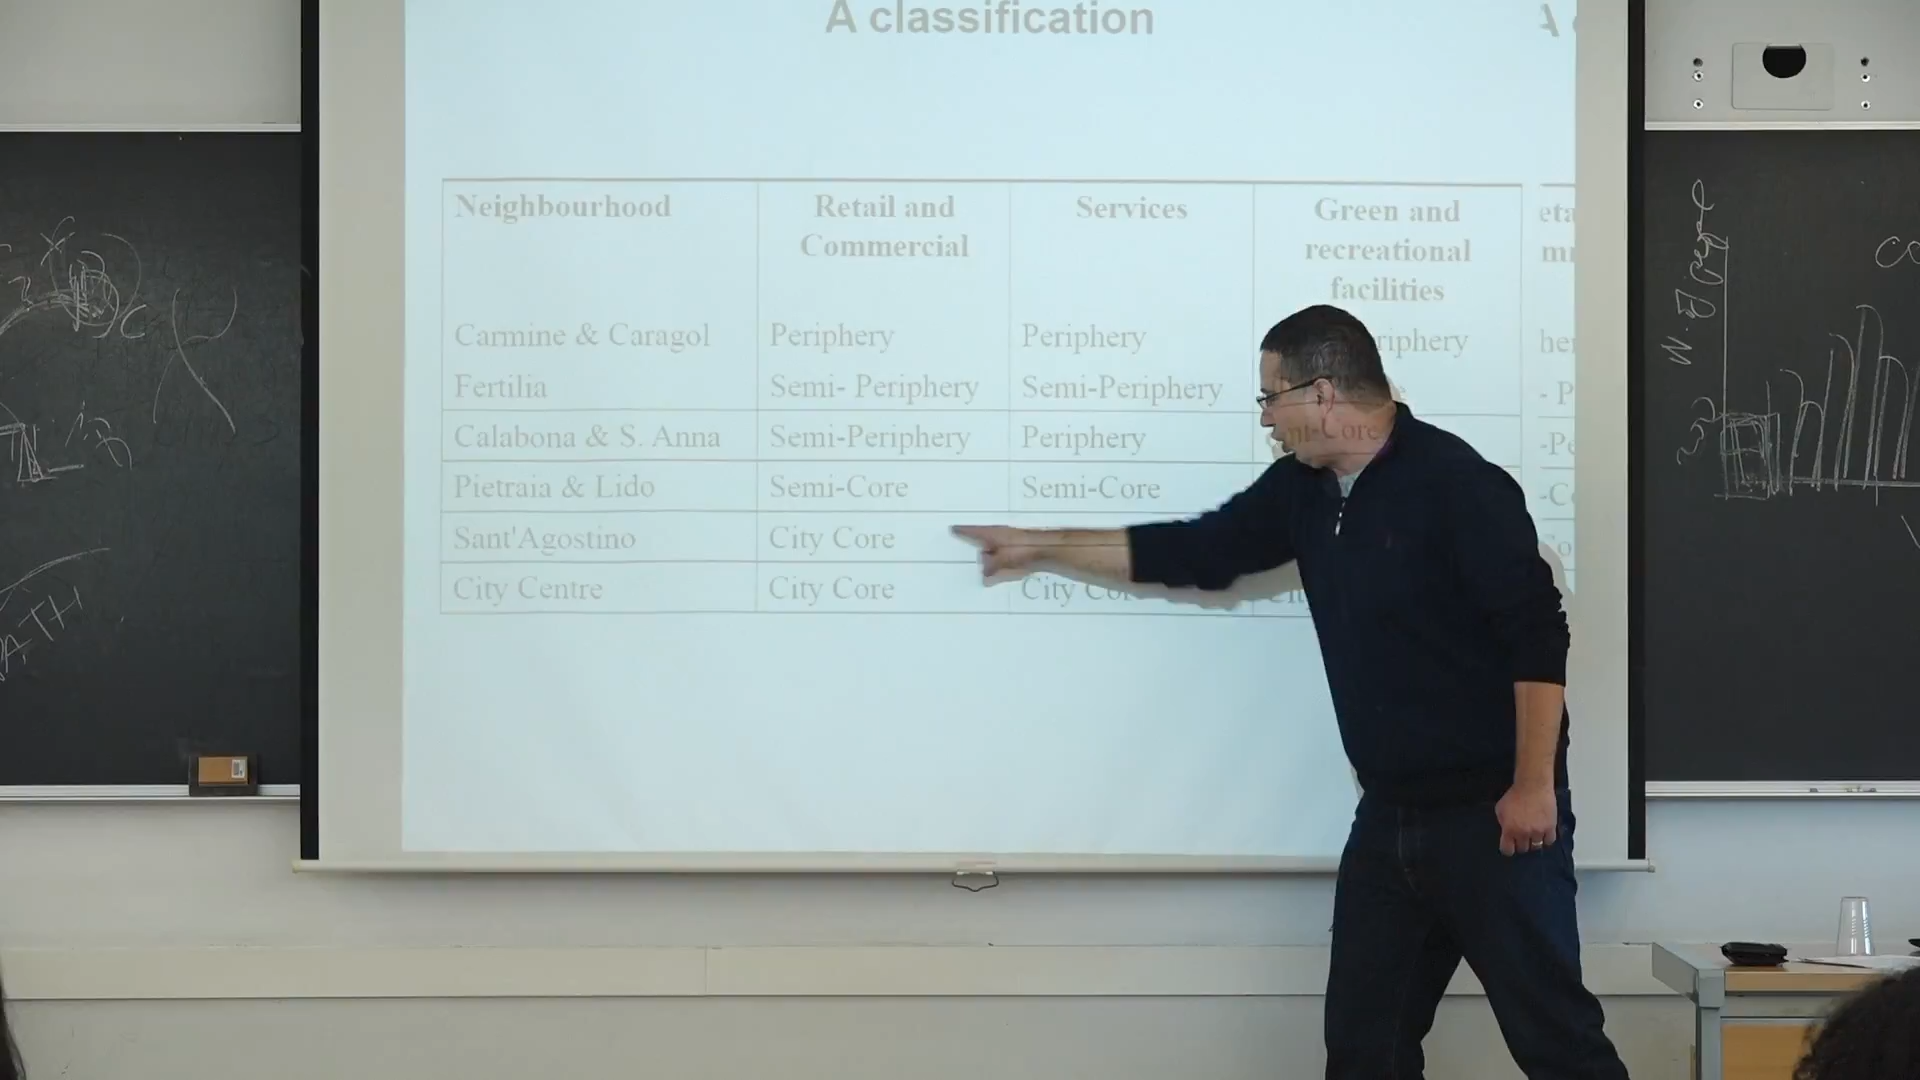 A classification
Neighbourhood Retail and Commercial Services Green and recreational facilities
Carmine & Caragol Periphery Periphery
Fertilia Semi- Periphery Semi-Periphery
Calabona & S. Anna Semi-Periphery Periphery
Pietraia & Lido Semi-Core Semi-Core
Sant'Agostino City Core
City Centre City Core City